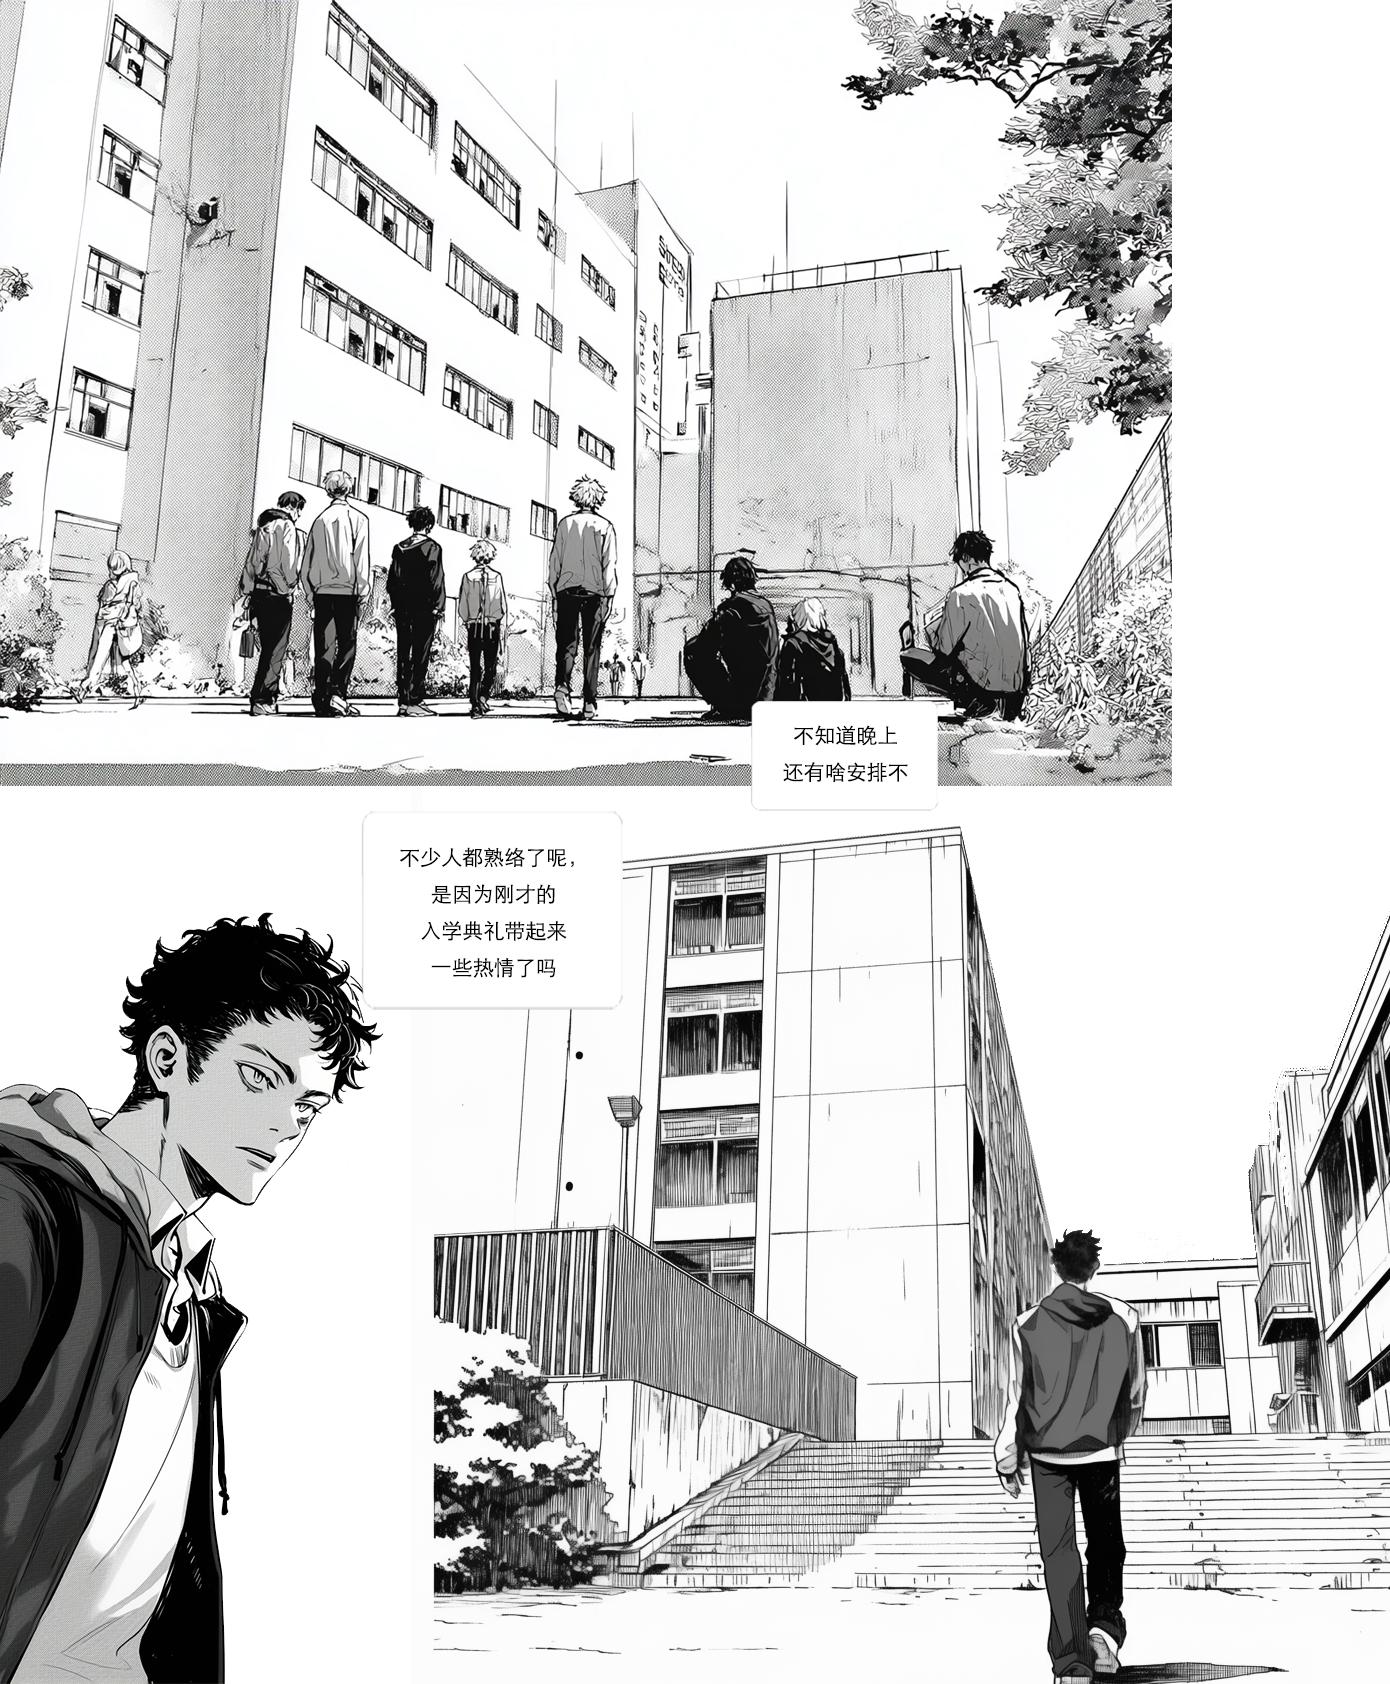 不知道晚上
还有啥安排不
不少人都熟络了呢，
是因为刚才的
入学典礼带起来
一些热情了吗